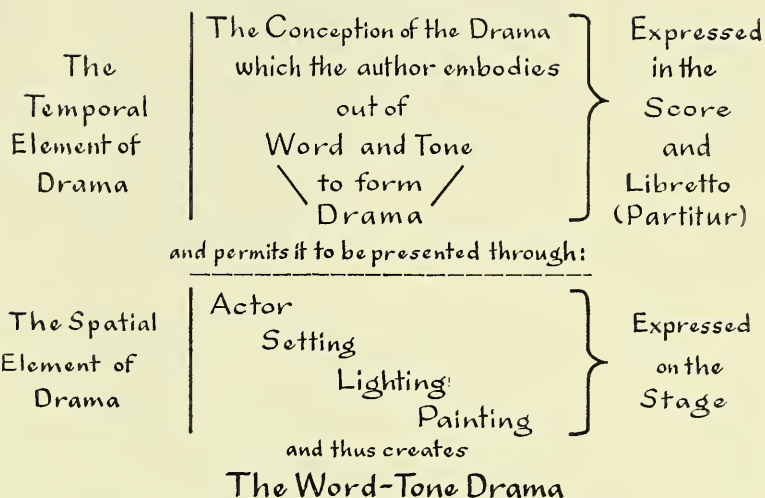 The
Temporal
Element of
Drama
The Conception of the Drama
which the author embodies
out of
Word and Tone
to form
Drama
Expressed
in the
Score
and
Libretto
(Partitur)
and permits it to be presented through:
The Spatial
Element of
Drama
Actor
Setting
Lighting
Painting
Expressed
on the
Stage
and thus creates
The Word-Tone Drama